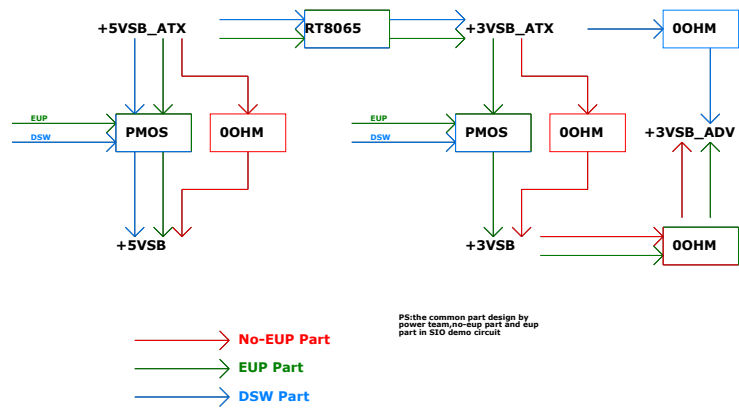 +5VSB_ATX
RT8065
+3VSB_ATX
0OHM
EUP
DSW
PMOS
0OHM
EUP
DSW
PMOS
0OHM
+3VSB_ADV
+5VSB
+3VSB
0OHM
PS:the common part design by
power team,no-eup part and eup
part in SIO demo circuit
No-EUP Part
EUP Part
DSW Part